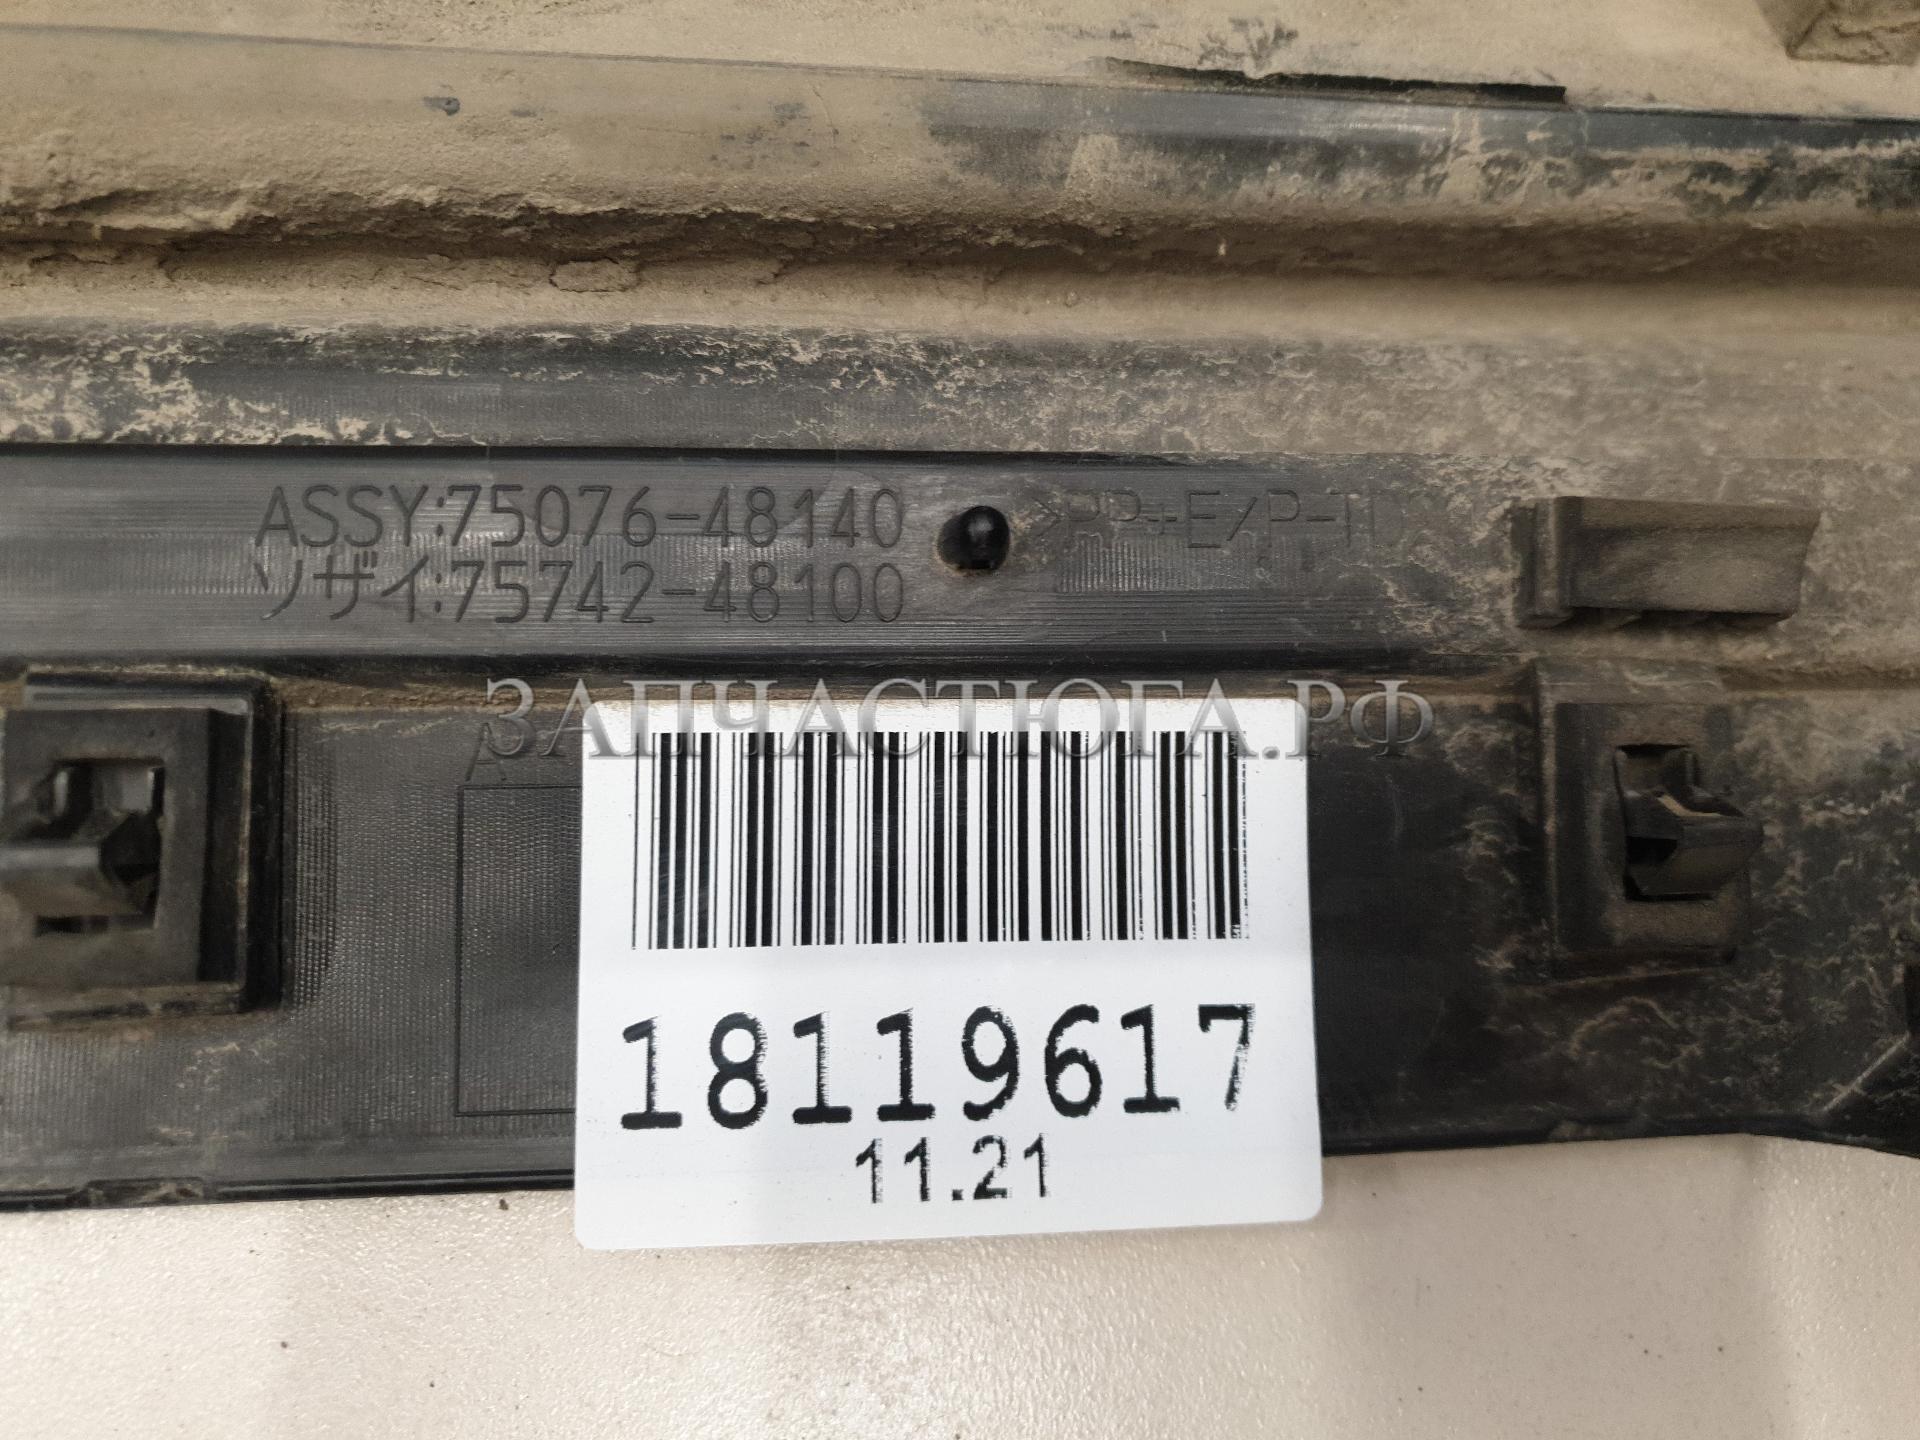 ASSY:75076-48140
ソザイ:75742-48100
>PP+E/P-TD
ЗАПЧАСТЮГА.РФ
A
18119617
11.21